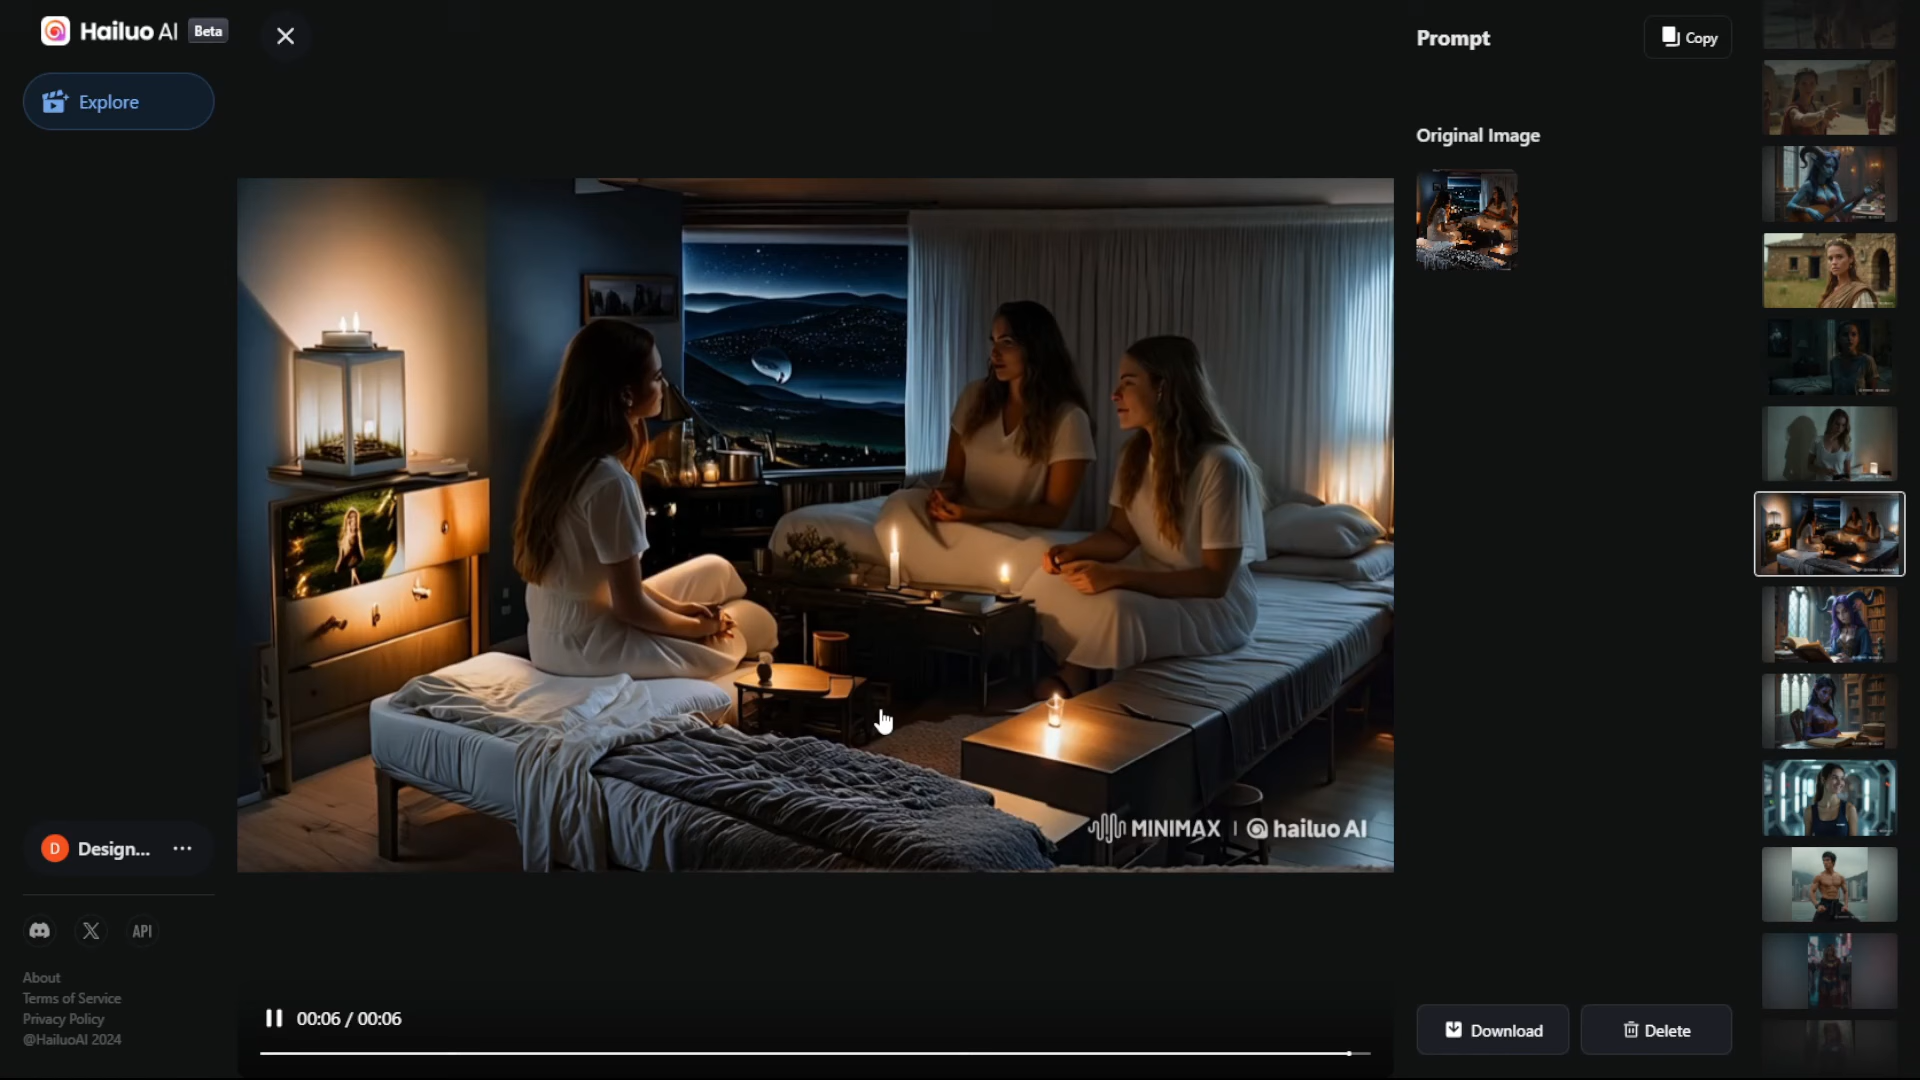 Hailuo AI Beta
Explore
Design...
API
About
Terms of Service
Privacy Policy
@HailuoAI 2024
MINIMAX | hailuo AI
00:06 / 00:06
Prompt
Copy
Original Image
Download
Delete